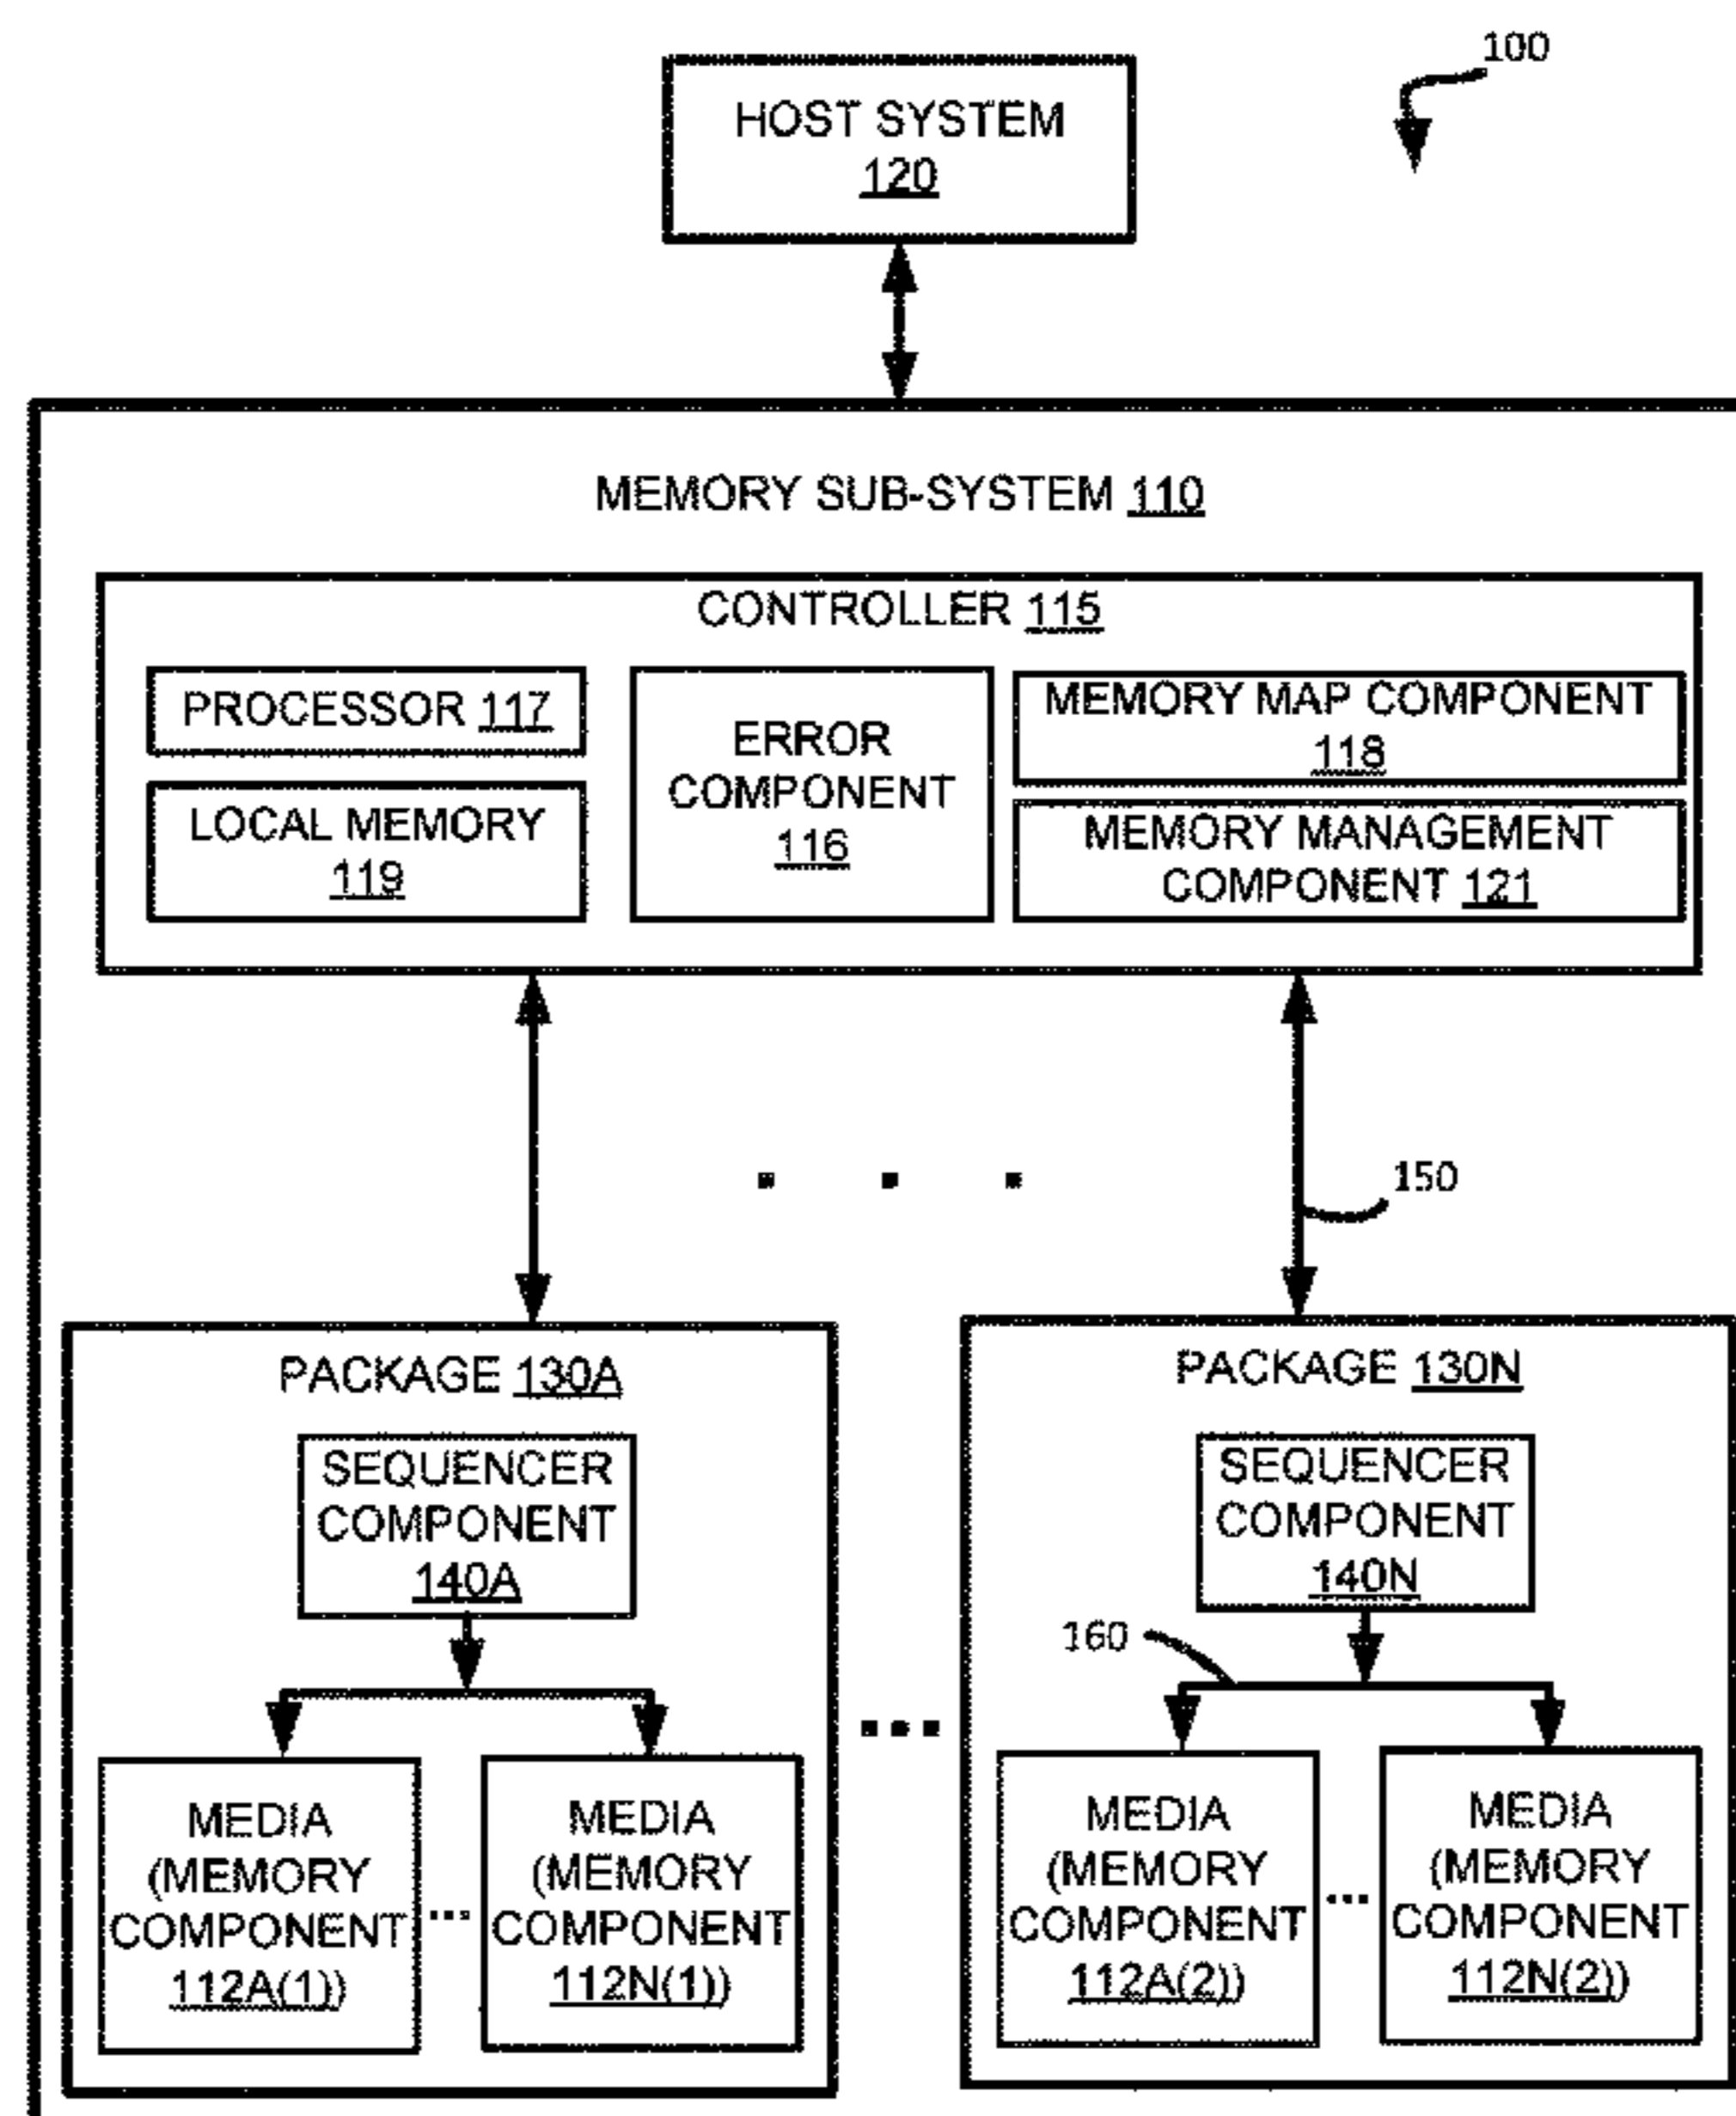 100
HOST SYSTEM
120
MEMORY SUB-SYSTEM 110
CONTROLLER 115
PROCESSOR 117
LOCAL MEMORY
119
ERROR
COMPONENT
116
MEMORY MAP COMPONENT
118
MEMORY MANAGEMENT
COMPONENT 121
150
PACKAGE 130A
SEQUENCER
COMPONENT
140A
MEDIA
(MEMORY
COMPONENT
112A(1))
...
MEDIA
(MEMORY
COMPONENT
112N(1))
...
PACKAGE 130N
SEQUENCER
COMPONENT
140N
160
MEDIA
(MEMORY
COMPONENT
112A(2))
...
MEDIA
(MEMORY
COMPONENT
112N(2))